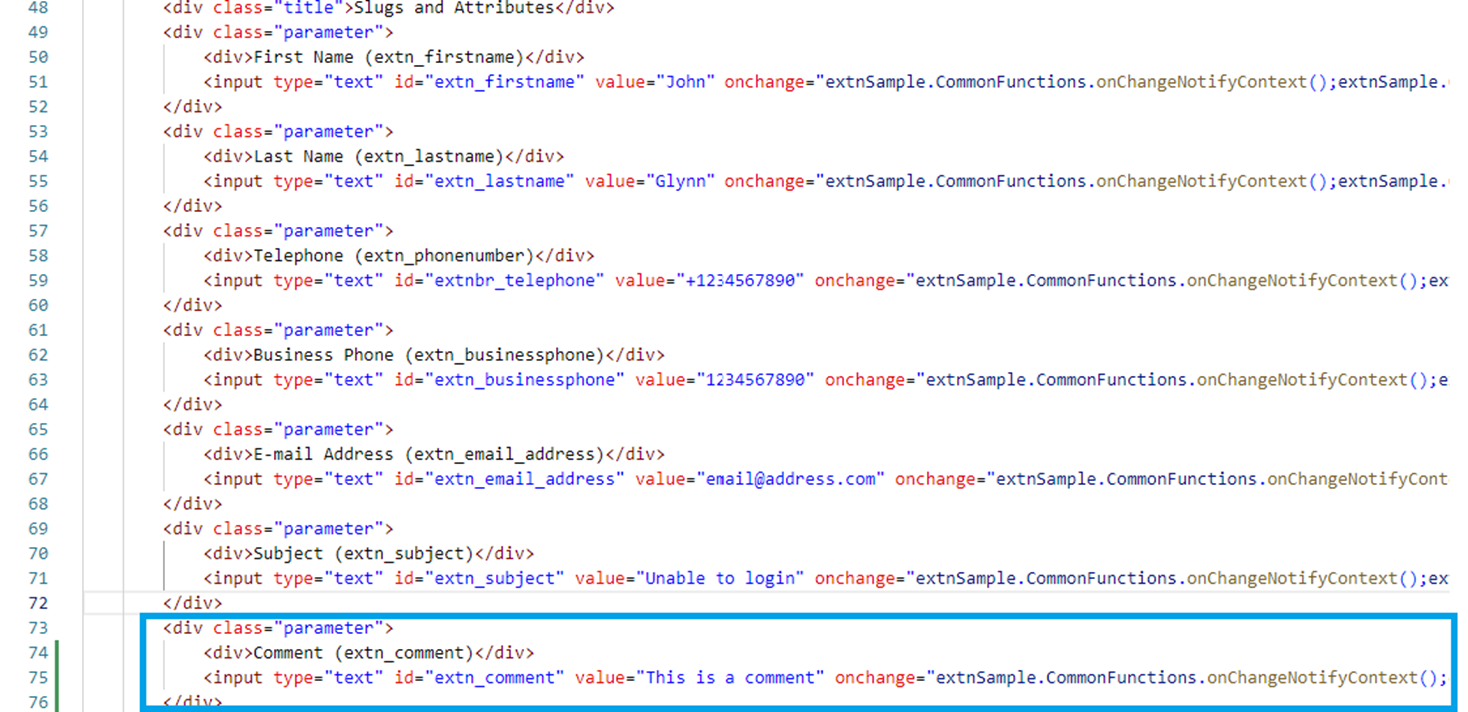 48 <div class="title">Slugs and Attributes</div>
49 <div class="parameter">
50 <div>First Name (extn_firstname)</div>
51 <input type="text" id="extn_firstname" value="John" onchange="extnSample.CommonFunctions.onChangeNotifyContext();extnSample.
52 </div>
53 <div class="parameter">
54 <div>Last Name (extn_lastname)</div>
55 <input type="text" id="extn_lastname" value="Glynn" onchange="extnSample.CommonFunctions.onChangeNotifyContext();extnSample.
56 </div>
57 <div class="parameter">
58 <div>Telephone (extn_phonenumber)</div>
59 <input type="text" id="extnbr_telephone" value="+1234567890" onchange="extnSample.CommonFunctions.onChangeNotifyContext();ex
60 </div>
61 <div class="parameter">
62 <div>Business Phone (extn_businessphone)</div>
63 <input type="text" id="extn_businessphone" value="1234567890" onchange="extnSample.CommonFunctions.onChangeNotifyContext();e
64 </div>
65 <div class="parameter">
66 <div>E-mail Address (extn_email_address)</div>
67 <input type="text" id="extn_email_address" value="email@address.com" onchange="extnSample.CommonFunctions.onChangeNotifyCont
68 </div>
69 <div class="parameter">
70 <div>Subject (extn_subject)</div>
71 <input type="text" id="extn_subject" value="Unable to login" onchange="extnSample.CommonFunctions.onChangeNotifyContext();ex
72 </div>
73 <div class="parameter">
74 <div>Comment (extn_comment)</div>
75 <input type="text" id="extn_comment" value="This is a comment" onchange="extnSample.CommonFunctions.onChangeNotifyContext();
76 </div>